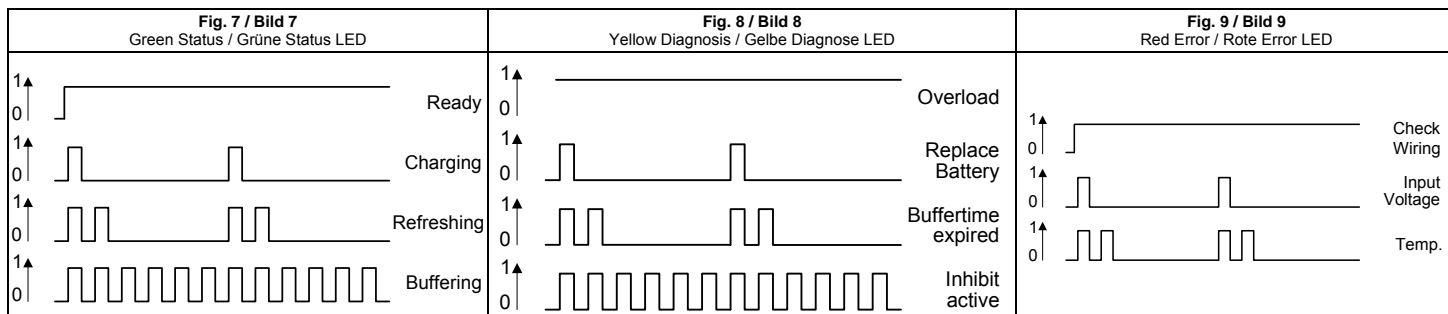 Fig. 7 / Bild 7
Green Status / Grüne Status LED
1
0
Ready
1
0
Charging
1
0
Refreshing
1
0
Buffering
Fig. 8 / Bild 8
Yellow Diagnosis / Gelbe Diagnose LED
1
0
Overload
1
0
Replace
Battery
1
0
Buffertime
expired
1
0
Inhibit
active
Fig. 9 / Bild 9
Red Error / Rote Error LED
1
0
Check
Wiring
1
0
Input
Voltage
1
0
Temp.